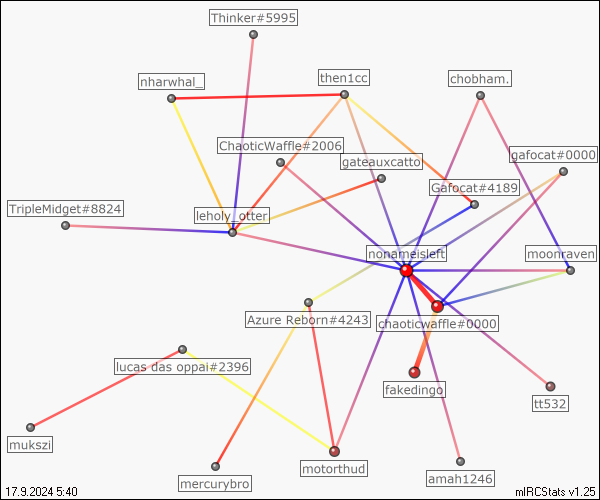 Thinker#5995
nharwhal_
then1cc
chobham.
ChaoticWaffle#2006
gateauxcatto
gafocat#0000
Gafocat#4189
TripleMidget#8824
leholy_otter
nonameisleft
moonraven
Azure Reborn#4243
chaoticwaffle#0000
lucas das oppai#2396
fakedingo
tt532
mukszi
motorthud
mercurybro
amah1246
17.9.2024 5:40
mIRCStats v1.25